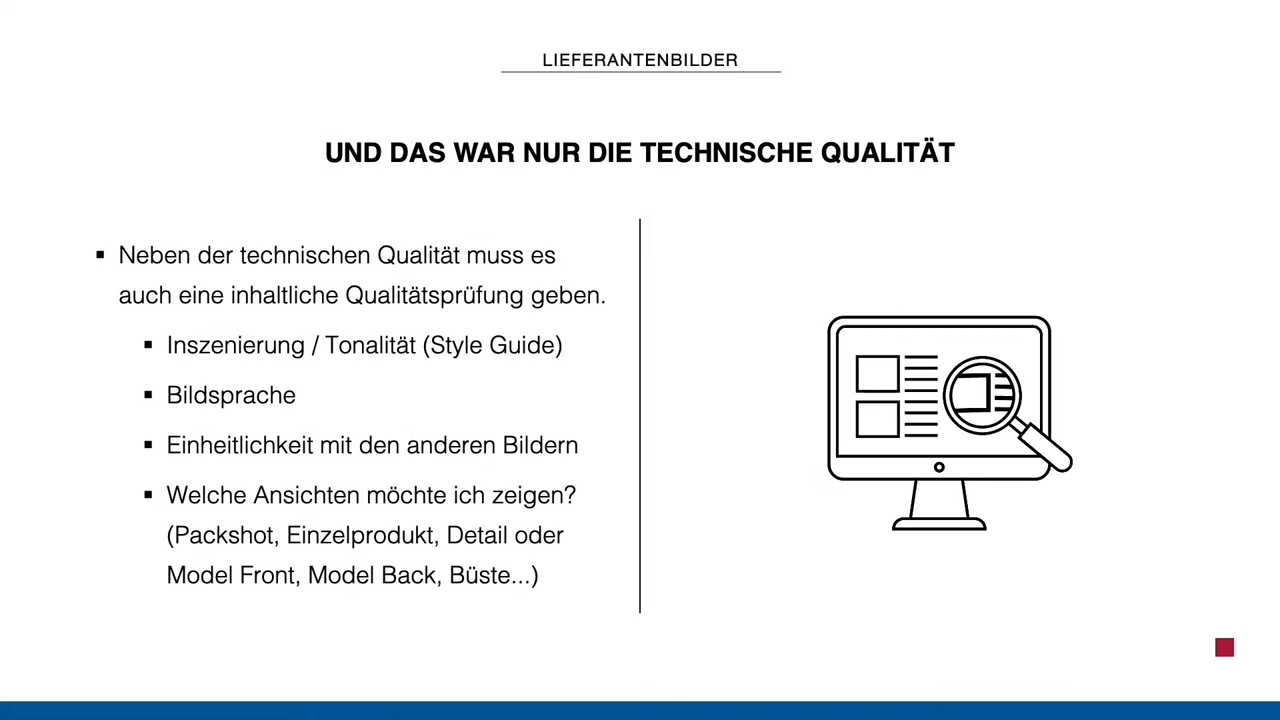 LIEFERANTENBILDER
UND DAS WAR NUR DIE TECHNISCHE QUALITÄT
▪ Neben der technischen Qualität muss es
auch eine inhaltliche Qualitätsprüfung geben.
▪ Inszenierung / Tonalität (Style Guide)
▪ Bildsprache
▪ Einheitlichkeit mit den anderen Bildern
▪ Welche Ansichten möchte ich zeigen?
(Packshot, Einzelprodukt, Detail oder
Model Front, Model Back, Büste...)